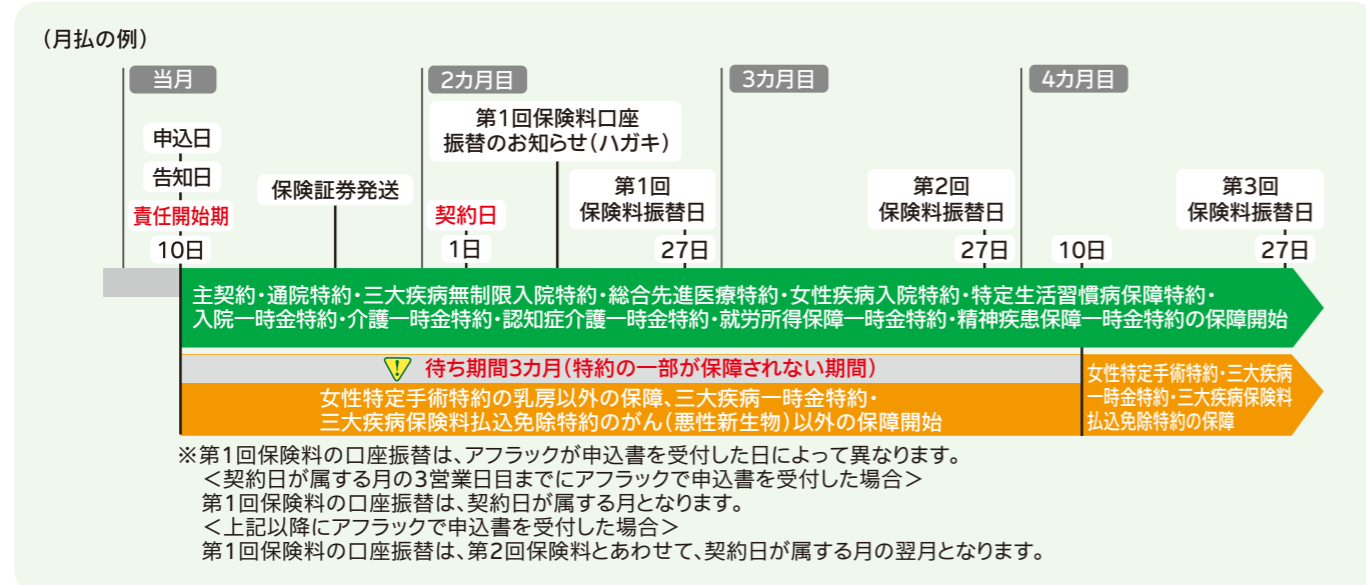 （月払の例）
当月
2カ月目
3カ月目
4カ月目
申込日
告知日
責任開始期
10日
保険証券発送
契約日
1日
第1回保険料口座
振替のお知らせ（ハガキ）
第1回
保険料振替日
27日
第2回
保険料振替日
27日
10日
第3回
保険料振替日
27日
主契約・通院特約・三大疾病無制限入院特約・総合先進医療特約・女性疾病入院特約・特定生活習慣病保障特約・
入院一時金特約・介護一時金特約・認知症介護一時金特約・就労所得保障一時金特約・精神疾患保障一時金特約の保障開始
待ち期間3カ月（特約の一部が保障されない期間）
女性特定手術特約の乳房以外の保障、三大疾病一時金特約・
三大疾病保険料払込免除特約のがん（悪性新生物）以外の保障開始
女性特定手術特約・三大疾病
一時金特約・三大疾病保険料
払込免除特約の保障
※第1回保険料の口座振替は、アフラックが申込書を受付した日によって異なります。
＜契約日が属する月の3営業日目までにアフラックで申込書を受付した場合＞
第1回保険料の口座振替は、契約日が属する月となります。
＜上記以降にアフラックで申込書を受付した場合＞
第1回保険料の口座振替は、第2回保険料とあわせて、契約日が属する月の翌月となります。